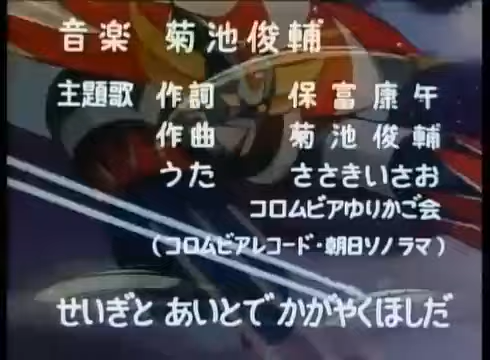 音楽 菊池俊輔
主題歌 作詞 保富康午
作曲 菊池俊輔
うた ささきいさお
コロムビアゆりかご会
(コロムビアレコード・朝日ソノラマ)
せいぎと あいとで かがやくほしだ